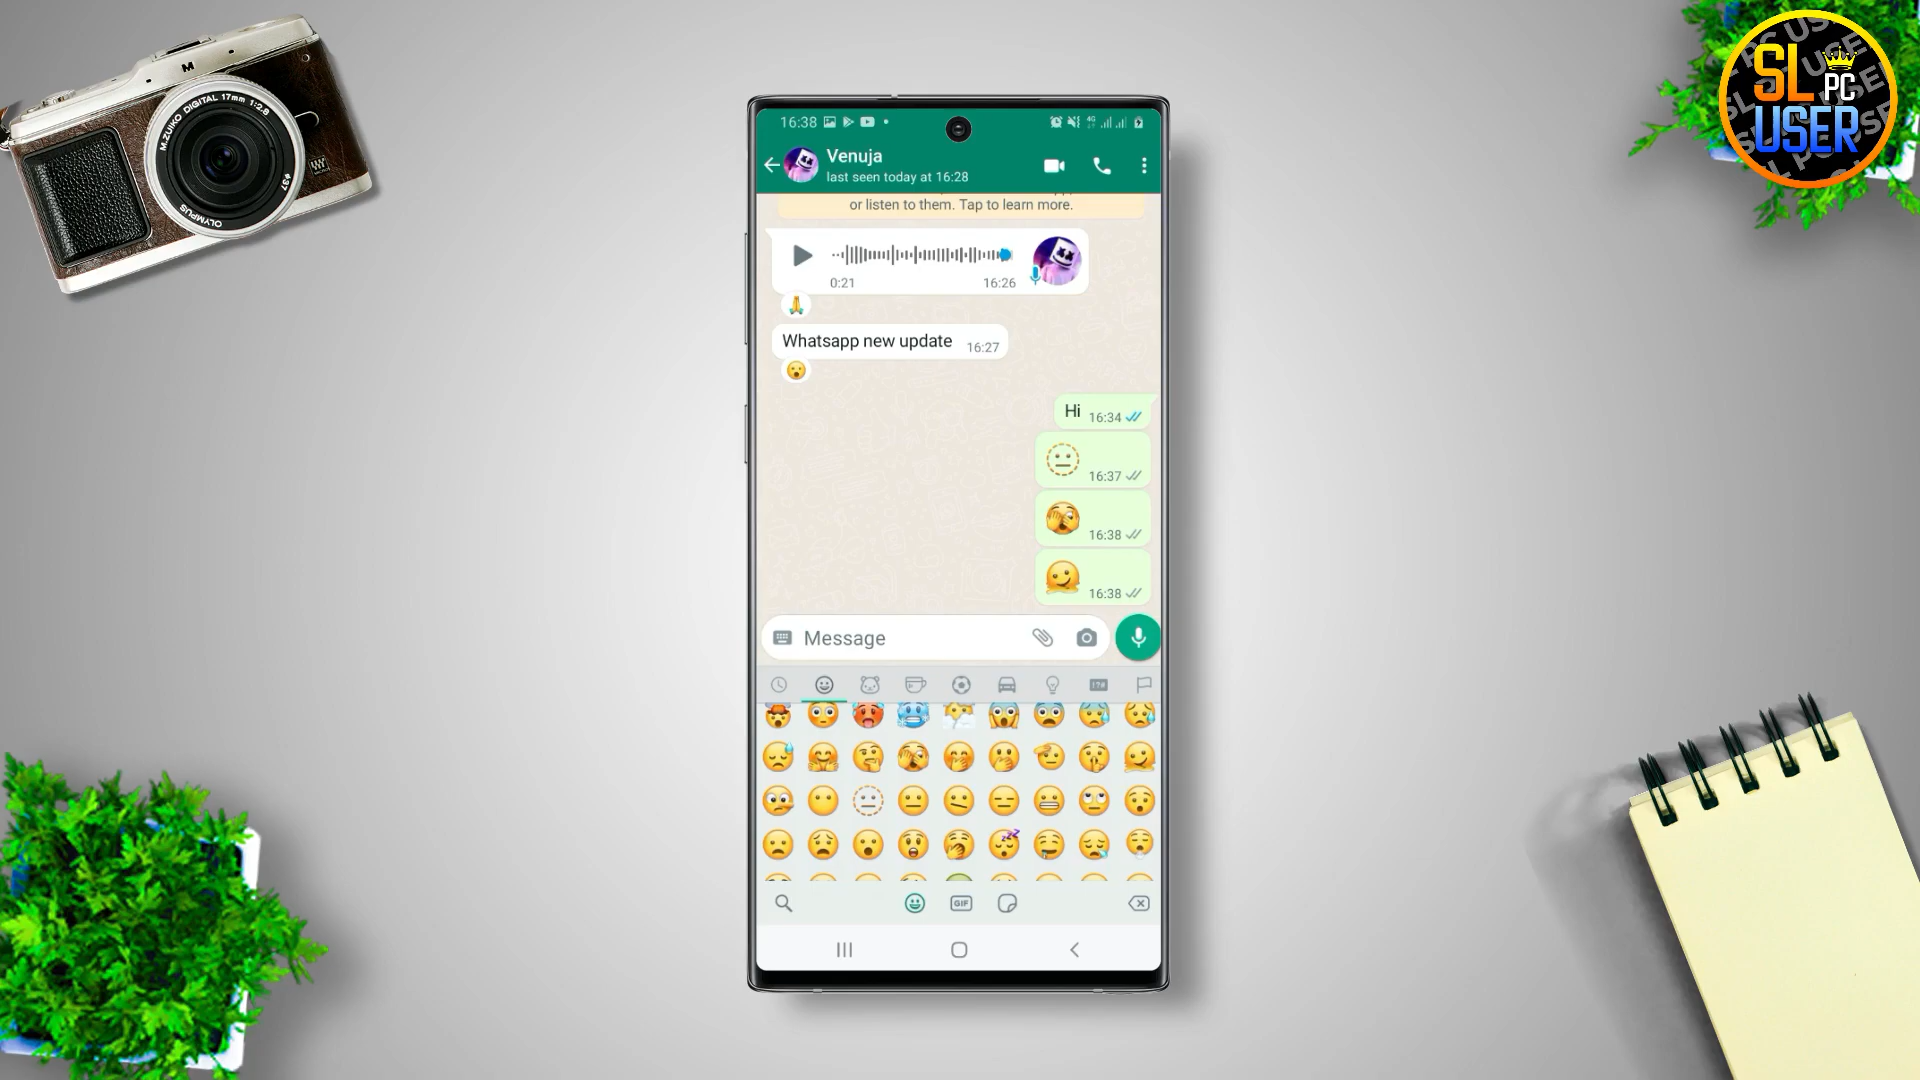 M
M.ZUIKO DIGITAL 17mm 1:2.8
OLYMPUS
ø37
SL PC
USER
16:38
4G
Venuja
last seen today at 16:28
or listen to them. Tap to learn more.
0:21
16:26
Whatsapp new update 16:27
Hi 16:34
16:37
16:38
16:38
Message
!?#
GIF